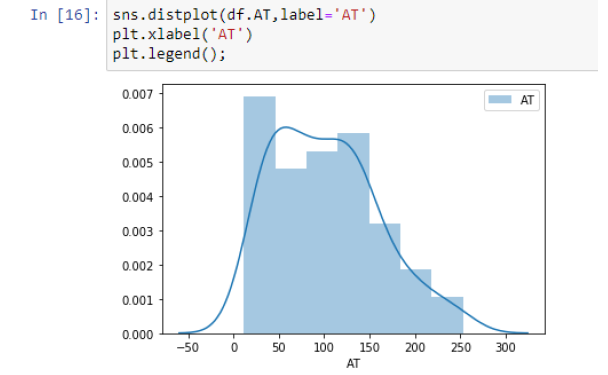 In [16]: sns.distplot(df.AT,label='AT')
plt.xlabel('AT')
plt.legend();
AT
0.007
0.006
0.005
0.004
0.003
0.002
0.001
0.000
−50 0 50 100 150 200 250 300
AT